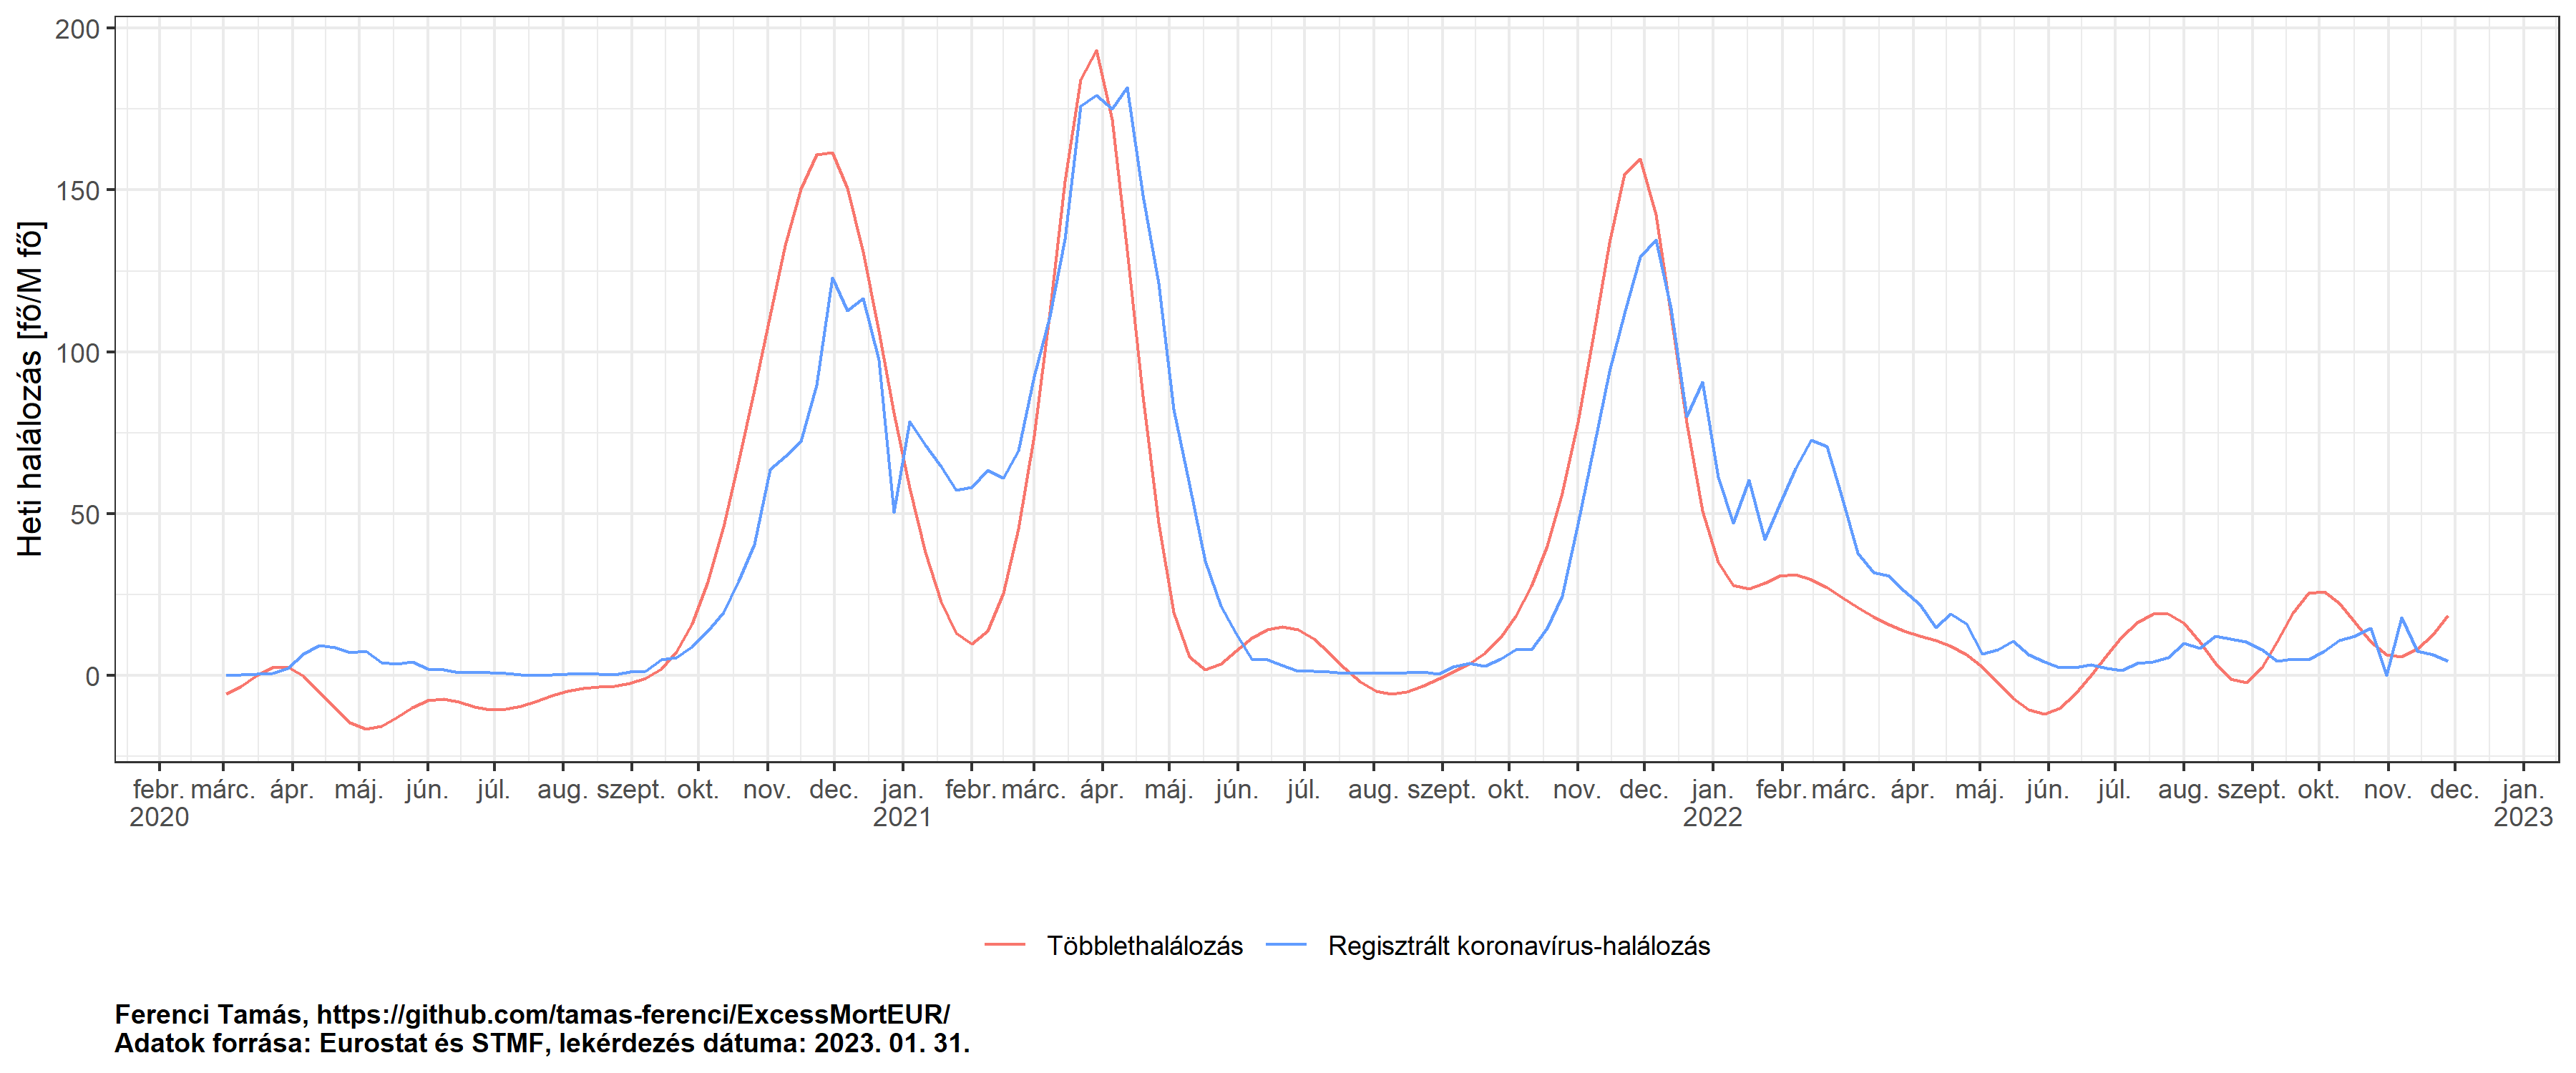 200
150
100
50
0
Heti halálozás [fő/M fő]
febr. márc. ápr. máj. jún. júl. aug. szept. okt. nov. dec. jan. febr. márc. ápr. máj. jún. júl. aug. szept. okt. nov. dec. jan. febr. márc. ápr. máj. jún. júl. aug. szept. okt. nov. dec. jan.
2020 2021 2022 2023
Többlethalálozás Regisztrált koronavírus-halálozás
Ferenci Tamás, https://github.com/tamas-ferenci/ExcessMortEUR/
Adatok forrása: Eurostat és STMF, lekérdezés dátuma: 2023. 01. 31.